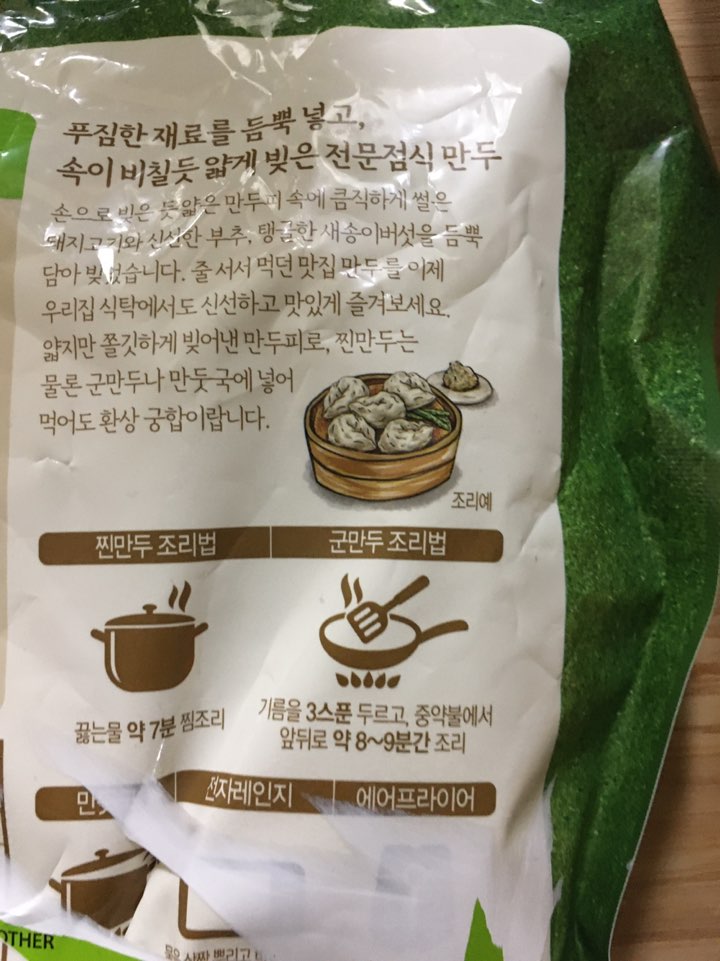 푸짐한 재료를 듬뿍 넣고,
속이 비칠듯 얇게 빚은 전문점식 만두
손으로 빚은 듯 얇은 만두피 속에 큼직하게 썰은
돼지고기와 신선한 부추, 탱글한 새송이버섯을 듬뿍
담아 빚었습니다. 줄 서서 먹던 맛집 만두를 이제
우리집 식탁에서도 신선하고 맛있게 즐겨보세요.
얇지만 쫄깃하게 빚어낸 만두피로, 찐만두는
물론 군만두나 만둣국에 넣어
먹어도 환상 궁합이랍니다.
조리예
찐만두 조리법 군만두 조리법
끓는물 약 7분 찜조리
기름을 3스푼 두르고, 중약불에서
앞뒤로 약 8~9분간 조리
전자레인지 에어프라이어
OTHER
살짝 뿌리고